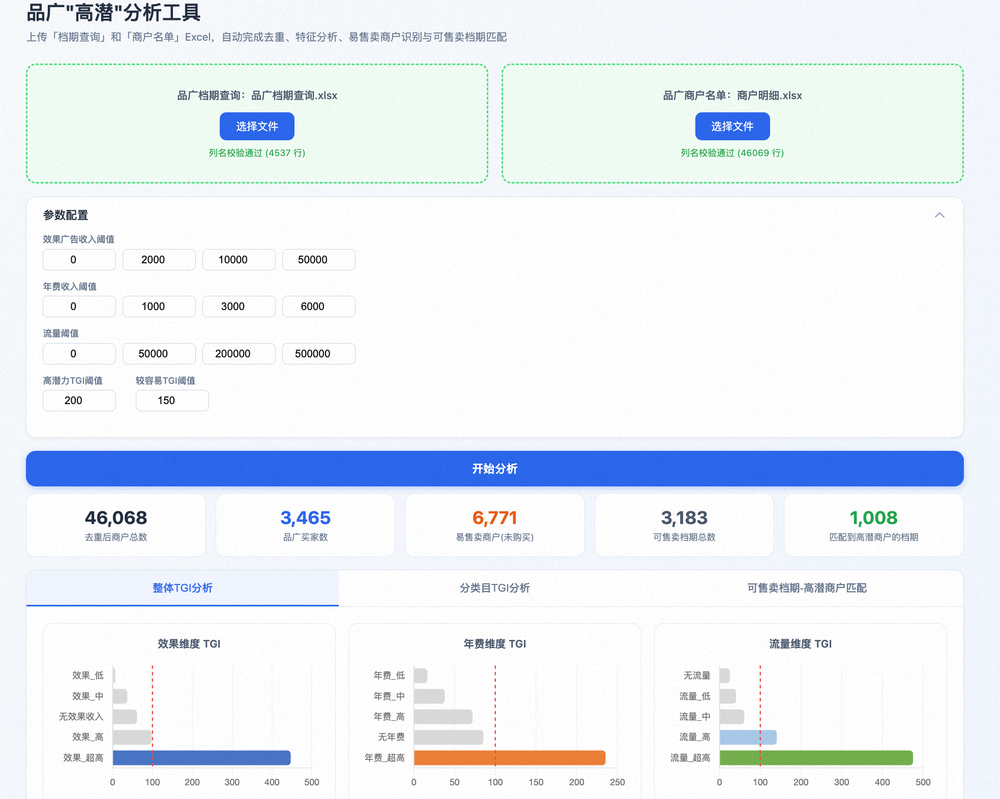 品广"高潜"分析工具
上传「档期查询」和「商户名单」Excel，自动完成去重、特征分析、易售卖商户识别与可售卖档期匹配
品广档期查询：品广档期查询.xlsx
选择文件
列名校验通过 (4537 行)
品广商户名单：商户明细.xlsx
选择文件
列名校验通过 (46069 行)
参数配置
效果广告收入阈值
0 2000 10000 50000
年费收入阈值
0 1000 3000 6000
流量阈值
0 50000 200000 500000
高潜力TGI阈值 较容易TGI阈值
200 150
开始分析
46,068
去重后商户总数
3,465
品广买家数
6,771
易售卖商户(未购买)
3,183
可售卖档期总数
1,008
匹配到高潜商户的档期
整体TGI分析 分类目TGI分析 可售卖档期-高潜商户匹配
效果维度 TGI
效果_低
效果_中
无效果收入
效果_高
效果_超高
0 100 200 300 400 500
年费维度 TGI
年费_低
年费_中
年费_高
无年费
年费_超高
0 50 100 150 200 250
流量维度 TGI
无流量
流量_低
流量_中
流量_高
流量_超高
0 100 200 300 400 500